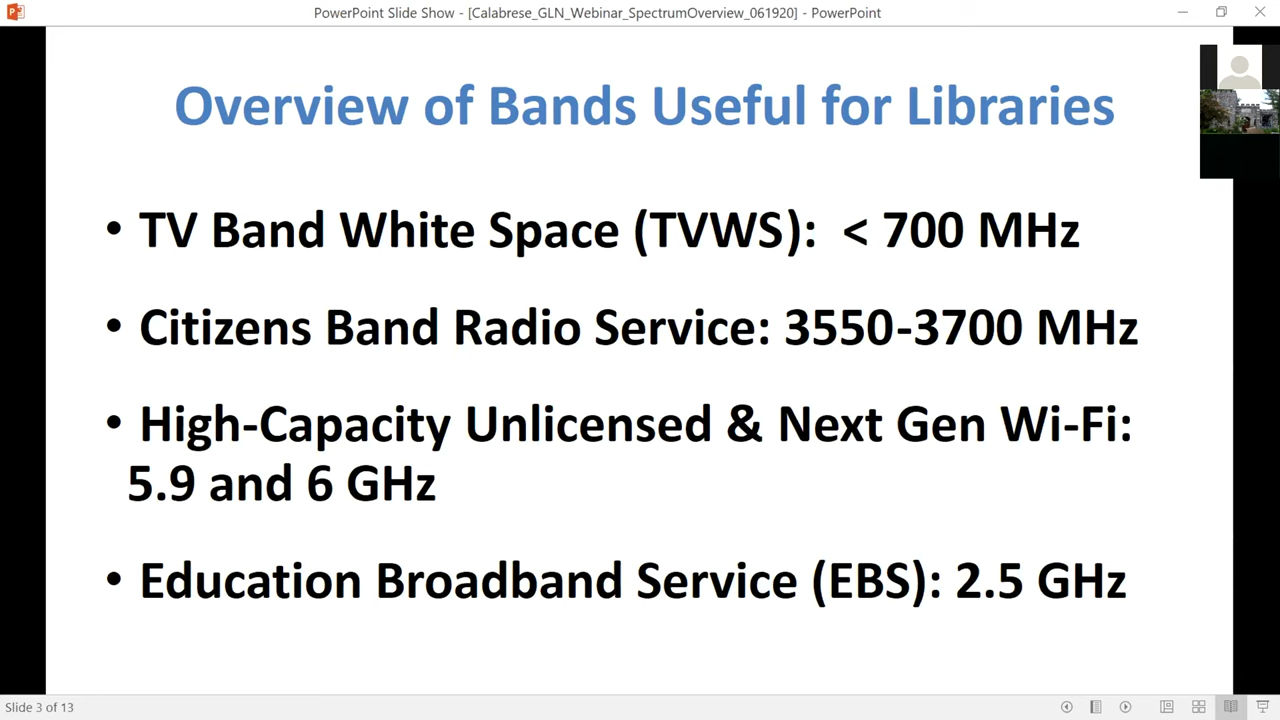 PowerPoint Slide Show - [Calabrese_GLN_Webinar_SpectrumOverview_061920] - PowerPoint
Overview of Bands Useful for Libraries
• TV Band White Space (TVWS):  < 700 MHz
• Citizens Band Radio Service: 3550-3700 MHz
• High-Capacity Unlicensed & Next Gen Wi-Fi:
5.9 and 6 GHz
• Education Broadband Service (EBS): 2.5 GHz
Slide 3 of 13